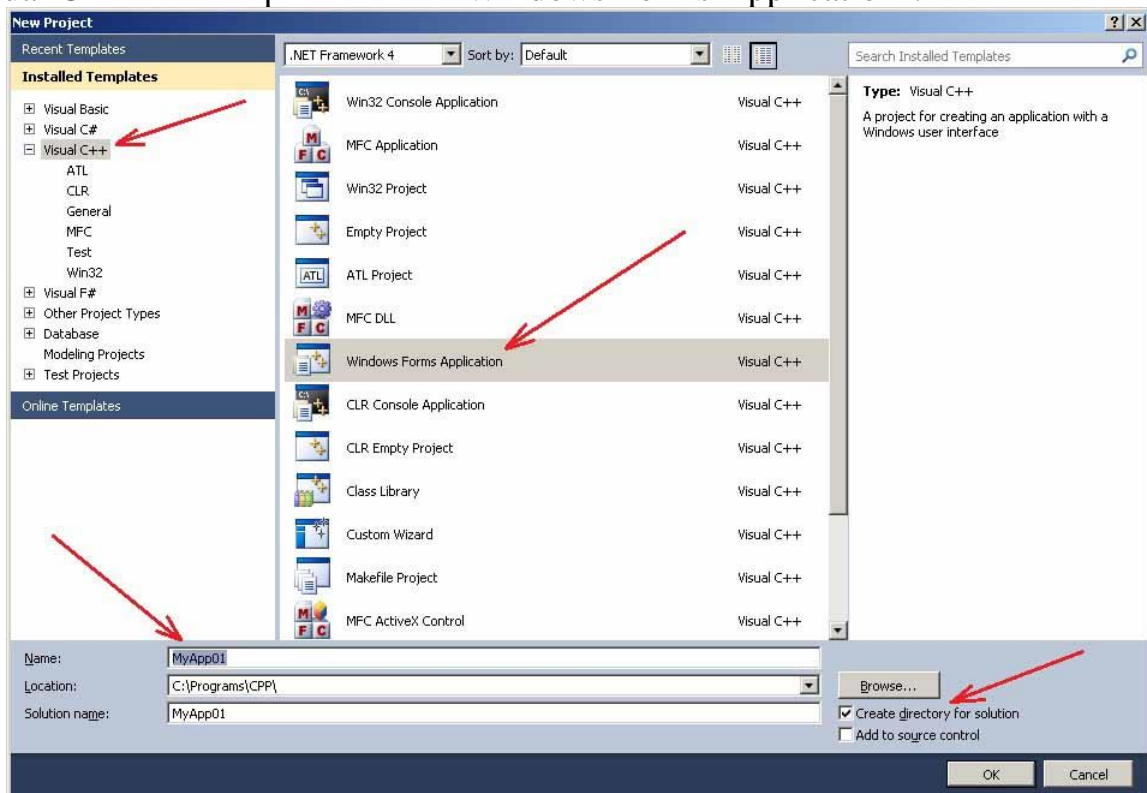 New Project
Recent Templates
Installed Templates
Visual Basic
Visual C#
Visual C++
ATL
CLR
General
MFC
Test
Win32
Visual F#
Other Project Types
Database
Modeling Projects
Test Projects
Online Templates
.NET Framework 4 Sort by: Default
Win32 Console Application Visual C++
MFC Application Visual C++
Win32 Project Visual C++
Empty Project Visual C++
ATL Project Visual C++
MFC DLL Visual C++
Windows Forms Application Visual C++
CLR Console Application Visual C++
CLR Empty Project Visual C++
Class Library Visual C++
Custom Wizard Visual C++
Makefile Project Visual C++
MFC ActiveX Control Visual C++
Search Installed Templates
Type: Visual C++
A project for creating an application with a
Windows user interface
Name: MyApp01
Location: C:\Programs\CPP\
Browse...
Solution name: MyApp01
Create directory for solution
Add to source control
OK Cancel